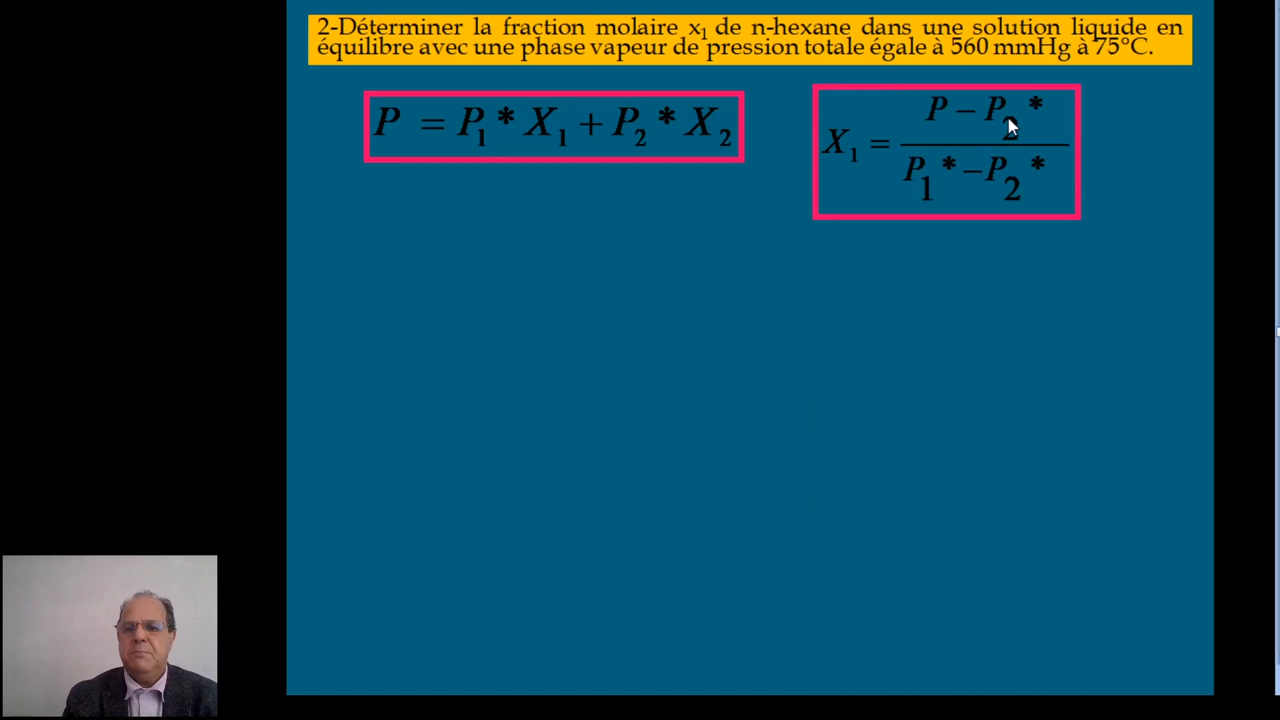 2-Déterminer la fraction molaire x₁ de n-hexane dans une solution liquide en
équilibre avec une phase vapeur de pression totale égale à 560 mmHg à 75°C.
P = P₁* X₁ + P₂* X₂
X₁ = (P − P₂*) / (P₁* − P₂*)